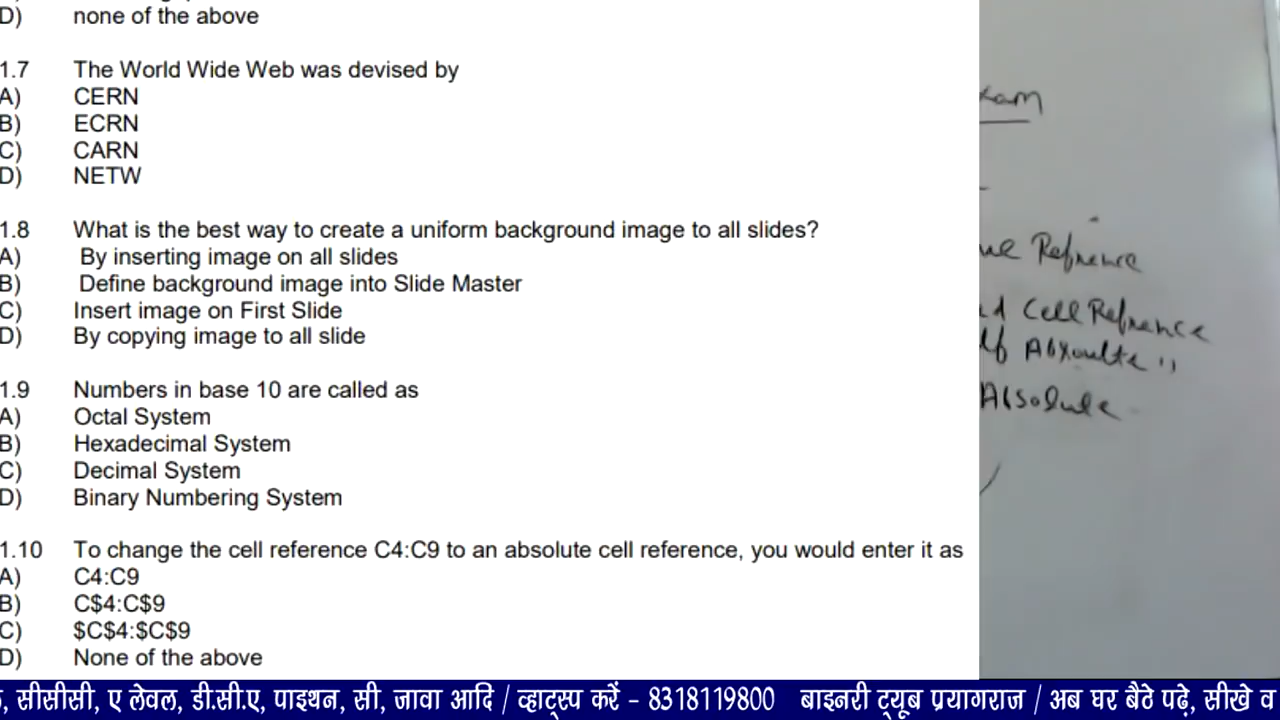 D) none of the above
1.7 The World Wide Web was devised by
A) CERN
B) ECRN
C) CARN
D) NETW
1.8 What is the best way to create a uniform background image to all slides?
A) By inserting image on all slides
B) Define background image into Slide Master
C) Insert image on First Slide
D) By copying image to all slide
1.9 Numbers in base 10 are called as
A) Octal System
B) Hexadecimal System
C) Decimal System
D) Binary Numbering System
1.10 To change the cell reference C4:C9 to an absolute cell reference, you would enter it as
A) C4:C9
B) C$4:C$9
C) $C$4:$C$9
D) None of the above
xam
Refrence
Cell Refrence
Abxoulte "
Absolute
, सीसीसी, ए लेवल, डी.सी.ए, पाइथन, सी, जावा आदि / व्हाट्स्प करें - 8318119800 बाइनरी ट्यूब प्रयागराज / अब घर बैठे पढ़े, सीखे व